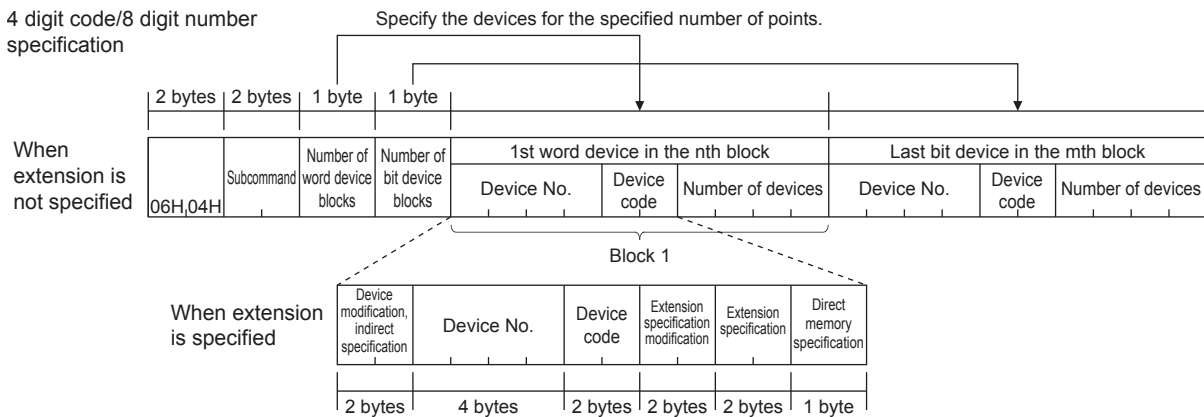 4 digit code/8 digit number
specification
Specify the devices for the specified number of points.
2 bytes 2 bytes 1 byte 1 byte
When
extension is
not specified
06H,04H
Subcommand
Number of
word device
blocks
Number of
bit device
blocks
1st word device in the nth block
Device No.
Device
code
Number of devices
Last bit device in the mth block
Device No.
Device
code
Number of devices
Block 1
When extension
is specified
Device
modification,
indirect
specification
Device No.
Device
code
Extension
specification
modification
Extension
specification
Direct
memory
specification
2 bytes 4 bytes 2 bytes 2 bytes 2 bytes 1 byte